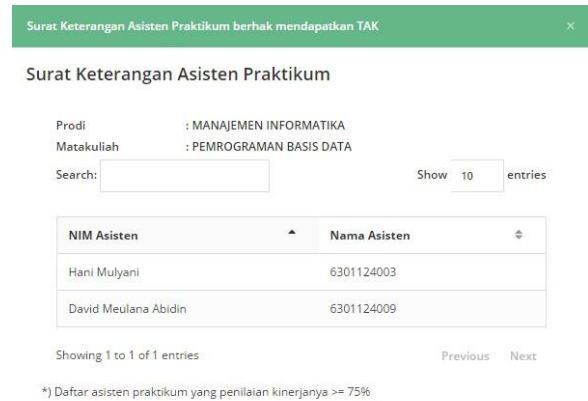 Surat Keterangan Asisten Praktikum berhak mendapatkan TAK ×
Surat Keterangan Asisten Praktikum
Prodi : MANAJEMEN INFORMATIKA
Matakuliah : PEMROGRAMAN BASIS DATA
Search: Show 10 entries
NIM Asisten Nama Asisten
Hani Mulyani 6301124003
David Meulana Abidin 6301124009
Showing 1 to 1 of 1 entries Previous Next
*) Daftar asisten praktikum yang penilaian kinerjanya >= 75%